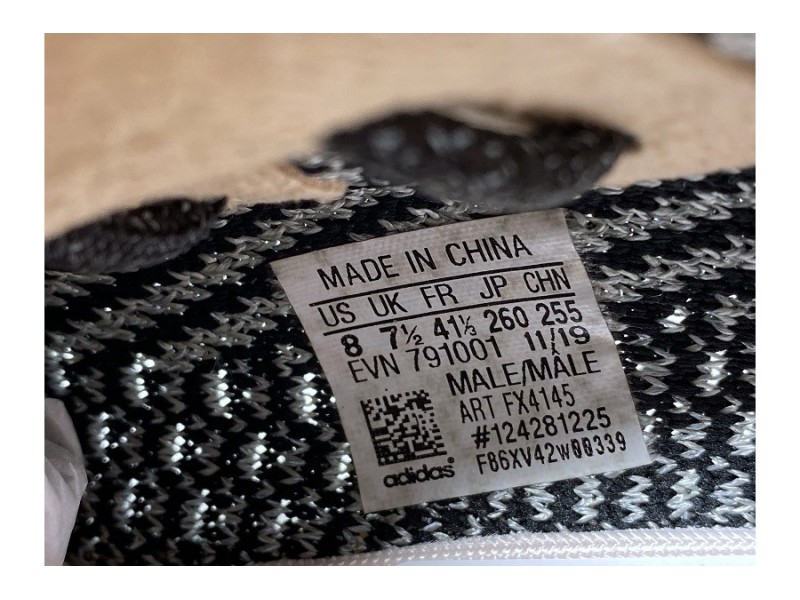 MADE IN CHINA
US UK FR JP CHN
8 7½ 41⅓ 260 255
EVN 791001 11/19
MALE/MÂLE
ART FX4145
#124281225
F86XV42W00339
adidas®